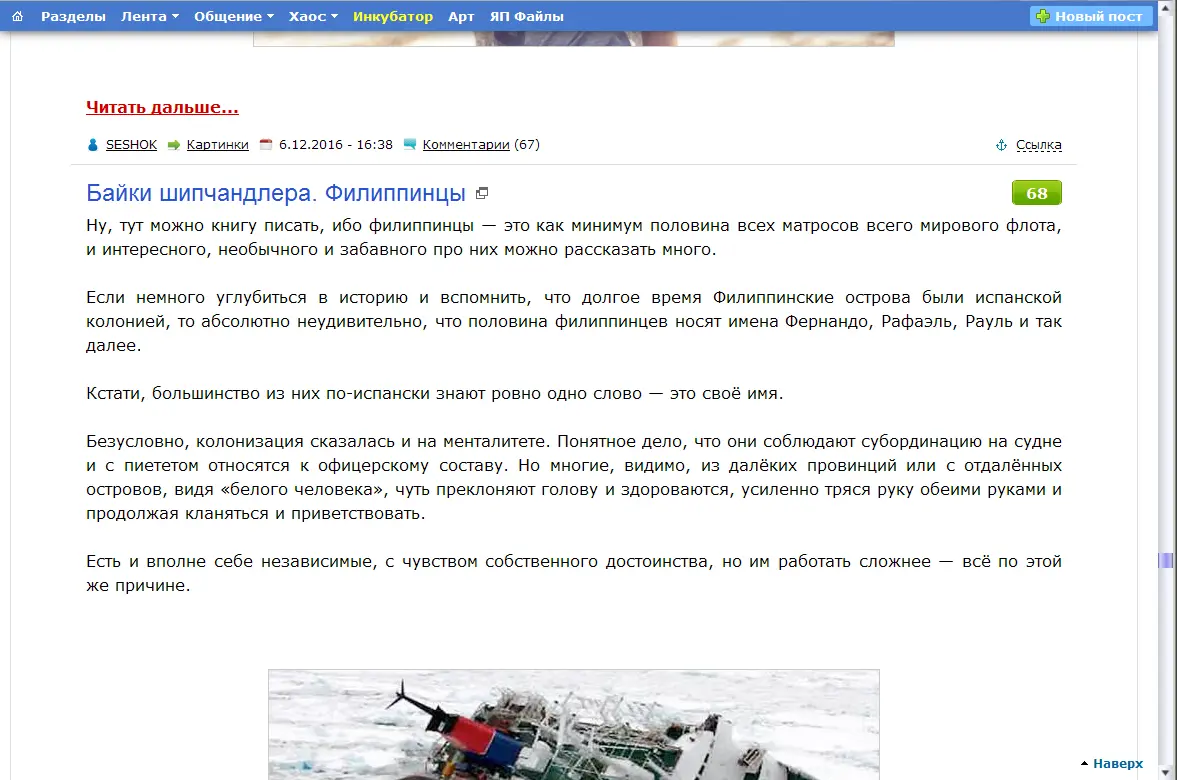 Разделы Лента Общение Хаос Инкубатор Арт ЯП Файлы Новый пост
Читать дальше...
SESHOK Картинки 6.12.2016 - 16:38 Комментарии (67) Ссылка
Байки шипчандлера. Филиппинцы 68
Ну, тут можно книгу писать, ибо филиппинцы — это как минимум половина всех матросов всего мирового флота,
и интересного, необычного и забавного про них можно рассказать много.
Если немного углубиться в историю и вспомнить, что долгое время Филиппинские острова были испанской
колонией, то абсолютно неудивительно, что половина филиппинцев носят имена Фернандо, Рафаэль, Рауль и так
далее.
Кстати, большинство из них по-испански знают ровно одно слово — это своё имя.
Безусловно, колонизация сказалась и на менталитете. Понятное дело, что они соблюдают субординацию на судне
и с пиететом относятся к офицерскому составу. Но многие, видимо, из далёких провинций или с отдалённых
островов, видя «белого человека», чуть преклоняют голову и здороваются, усиленно тряся руку обеими руками и
продолжая кланяться и приветствовать.
Есть и вполне себе независимые, с чувством собственного достоинства, но им работать сложнее — всё по этой
же причине.
Наверх